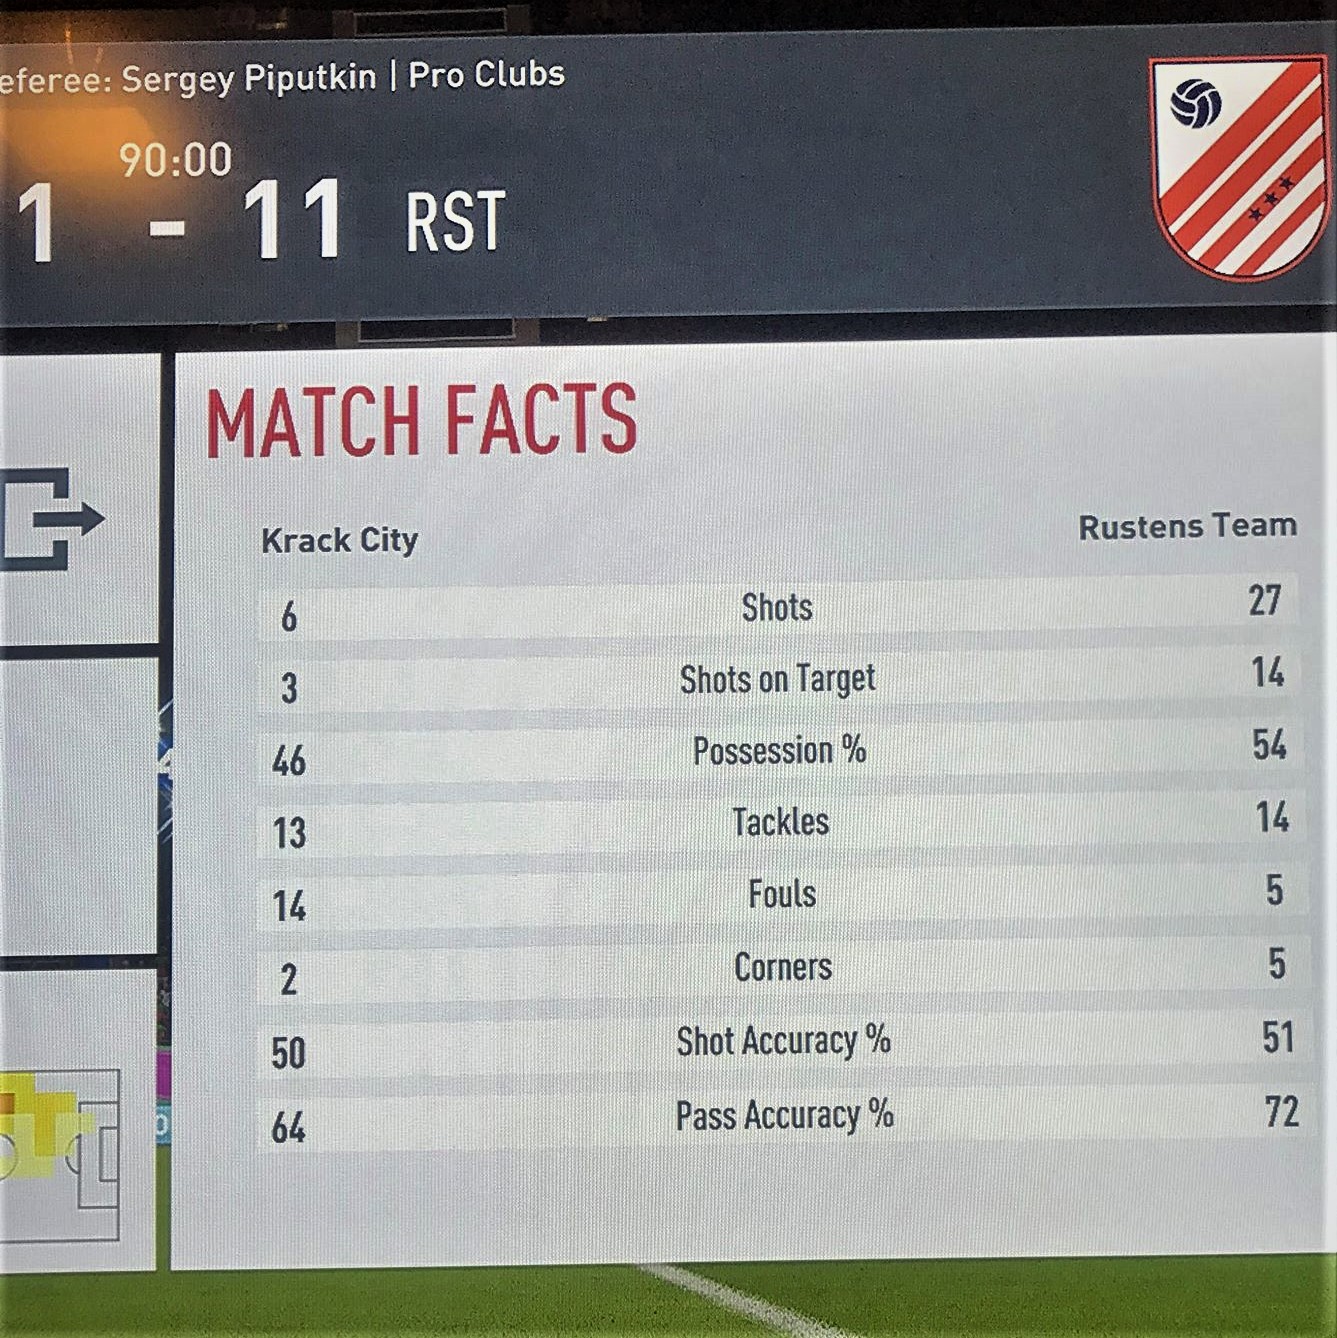 eferee: Sergey Piputkin | Pro Clubs
90:00
1 - 11 RST
MATCH FACTS
Krack City Rustens Team
6 Shots 27
3 Shots on Target 14
46 Possession % 54
13 Tackles 14
14 Fouls 5
2 Corners 5
50 Shot Accuracy % 51
64 Pass Accuracy % 72